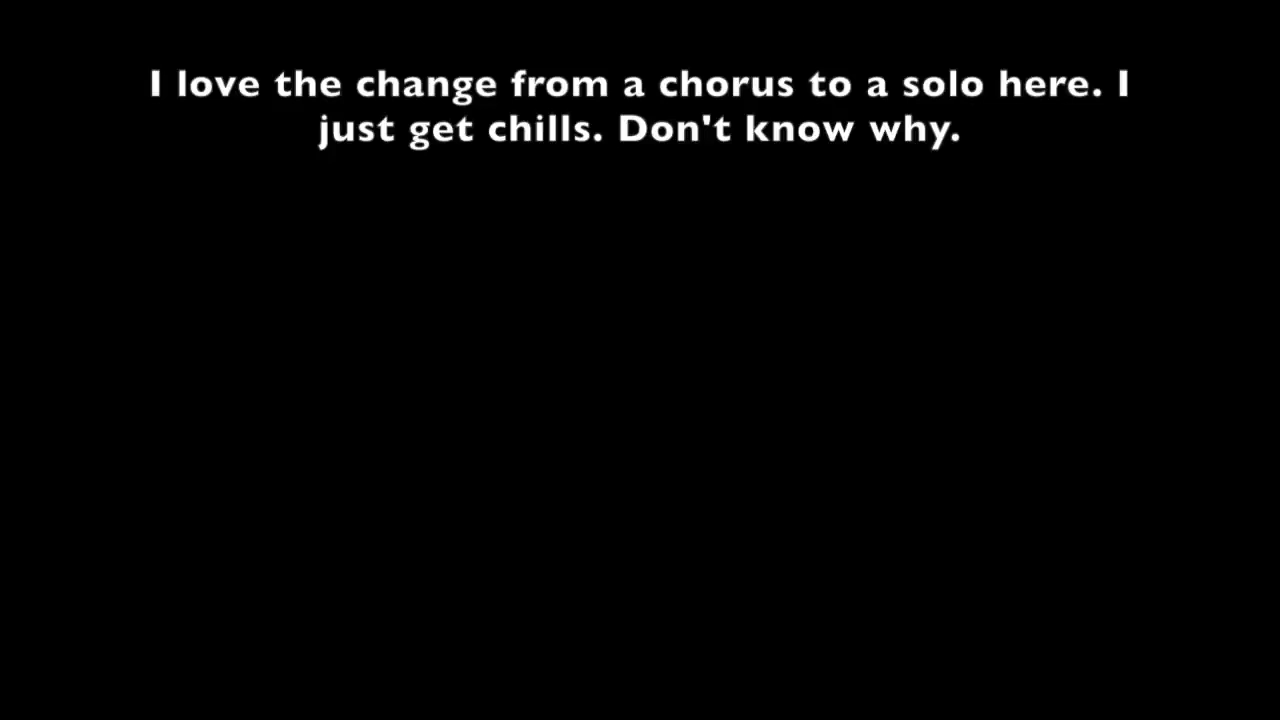 I love the change from a chorus to a solo here. I
just get chills. Don't know why.